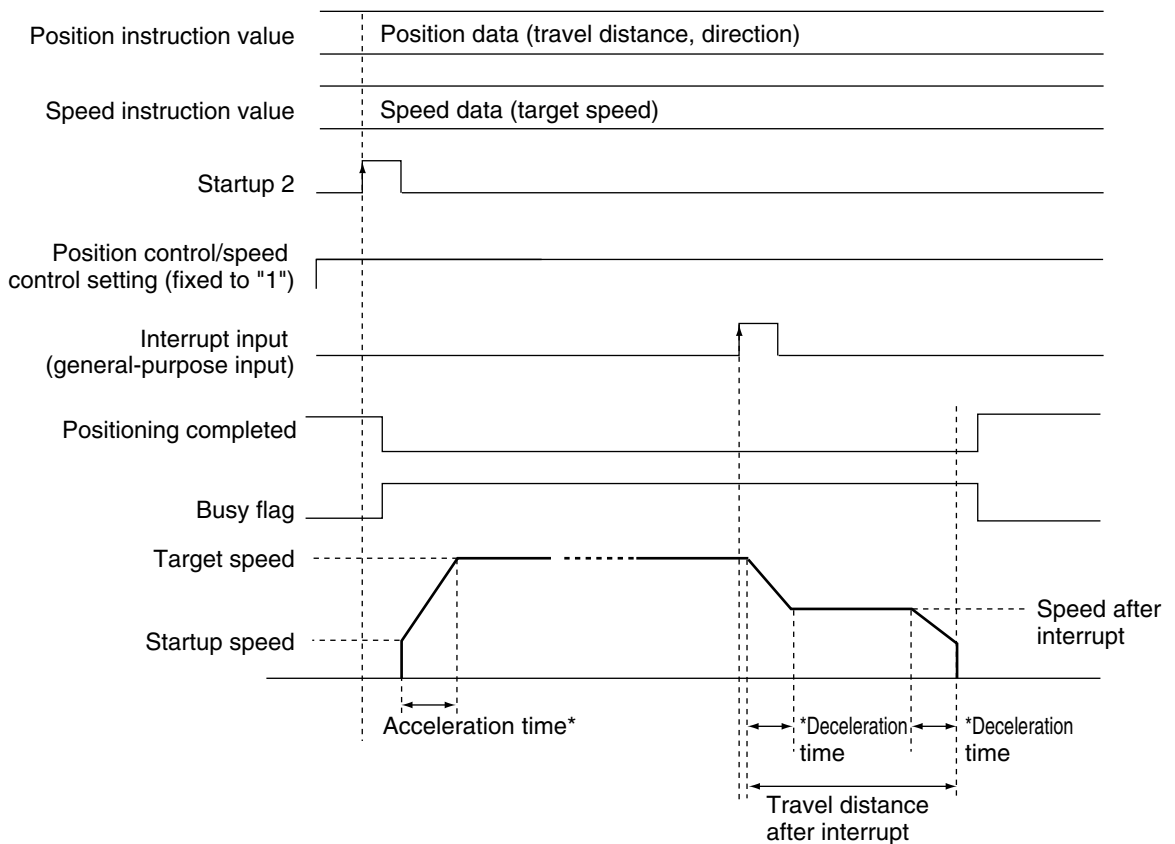 Position instruction value
Position data (travel distance, direction)
Speed instruction value
Speed data (target speed)
Startup 2
Position control/speed
control setting (fixed to "1")
Interrupt input
(general-purpose input)
Positioning completed
Busy flag
Target speed
Speed after
interrupt
Startup speed
Acceleration time*
*Deceleration
time
*Deceleration
time
Travel distance
after interrupt